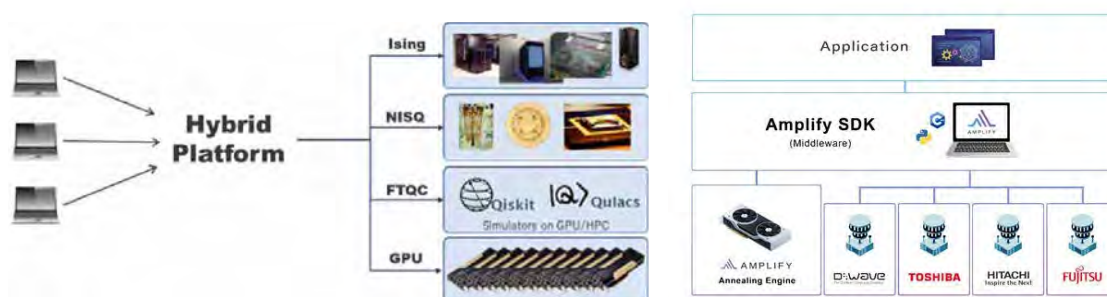 Hybrid
Platform
Ising
NISQ
FTQC
Qiskit
|Q⟩ Qulacs
Simulators on GPU/HPC
GPU
Application
Amplify SDK
(Middleware)
AMPLIFY
AMPLIFY
Annealing Engine
D:WAVE
TOSHIBA
HITACHI
Inspire the Next
FUJITSU